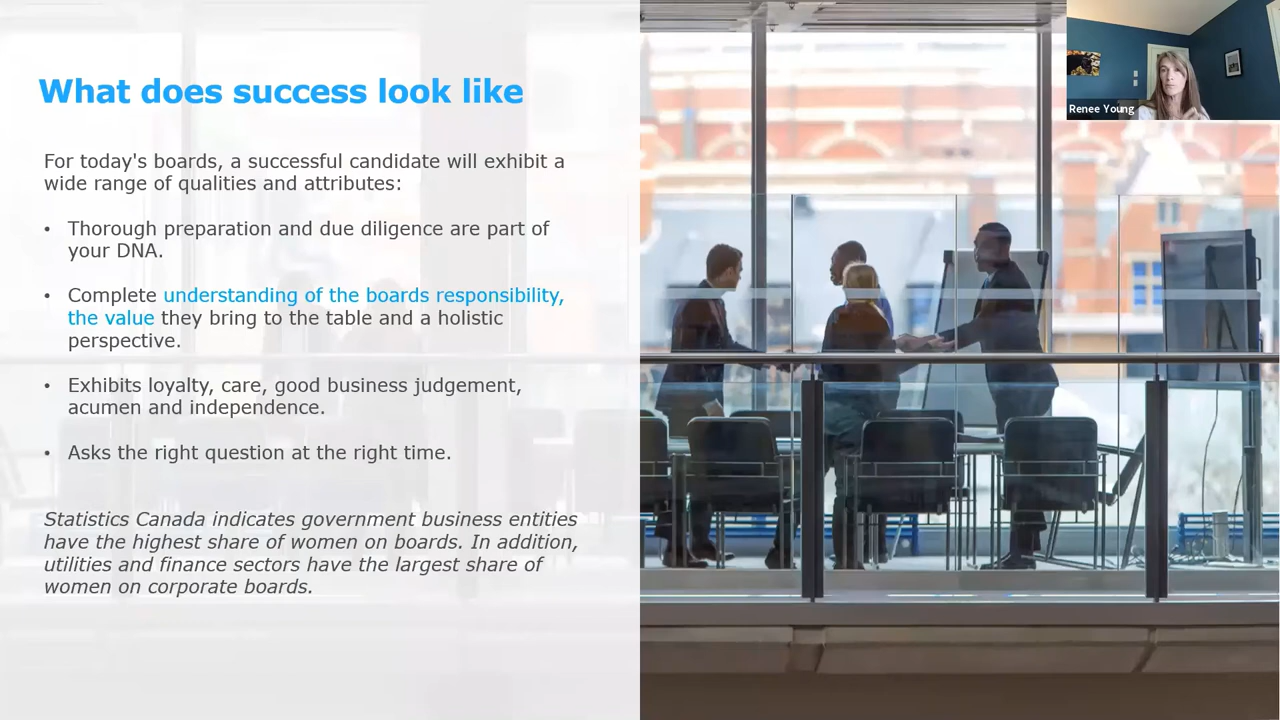 What does success look like
Renee Young
For today's boards, a successful candidate will exhibit a
wide range of qualities and attributes:
• Thorough preparation and due diligence are part of
your DNA.
• Complete understanding of the boards responsibility,
the value they bring to the table and a holistic
perspective.
• Exhibits loyalty, care, good business judgement,
acumen and independence.
• Asks the right question at the right time.
Statistics Canada indicates government business entities
have the highest share of women on boards. In addition,
utilities and finance sectors have the largest share of
women on corporate boards.